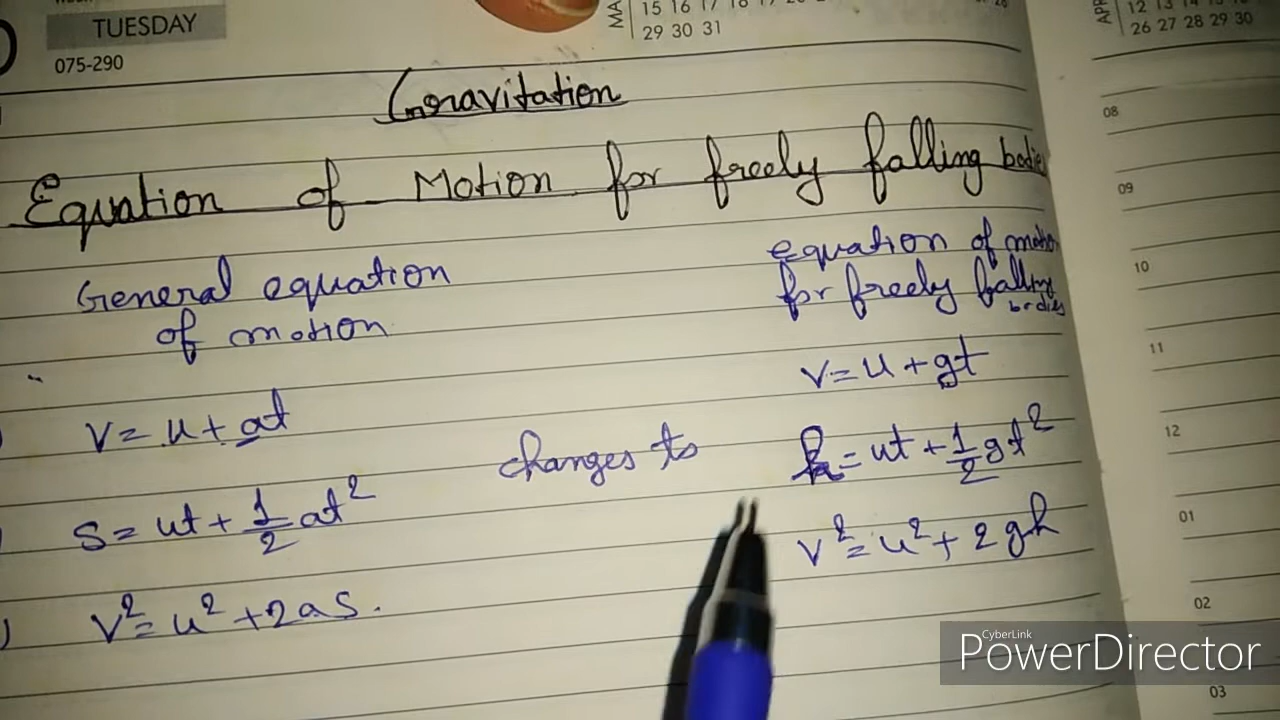 TUESDAY
075-290
15 16 17 18
29 30 31
12 13 14 15
26 27 28 29 30
Gravitation
Equation of Motion for freely falling bodies
General equation
of motion
equation of motion
for freely falling
bodies
V = u + at
S = ut + 1/2 at²
V² = u² + 2as.
changes to
V = u + gt
h = ut + 1/2 gt²
V² = u² + 2gh
08
09
10
11
12
01
02
03
CyberLink
PowerDirector